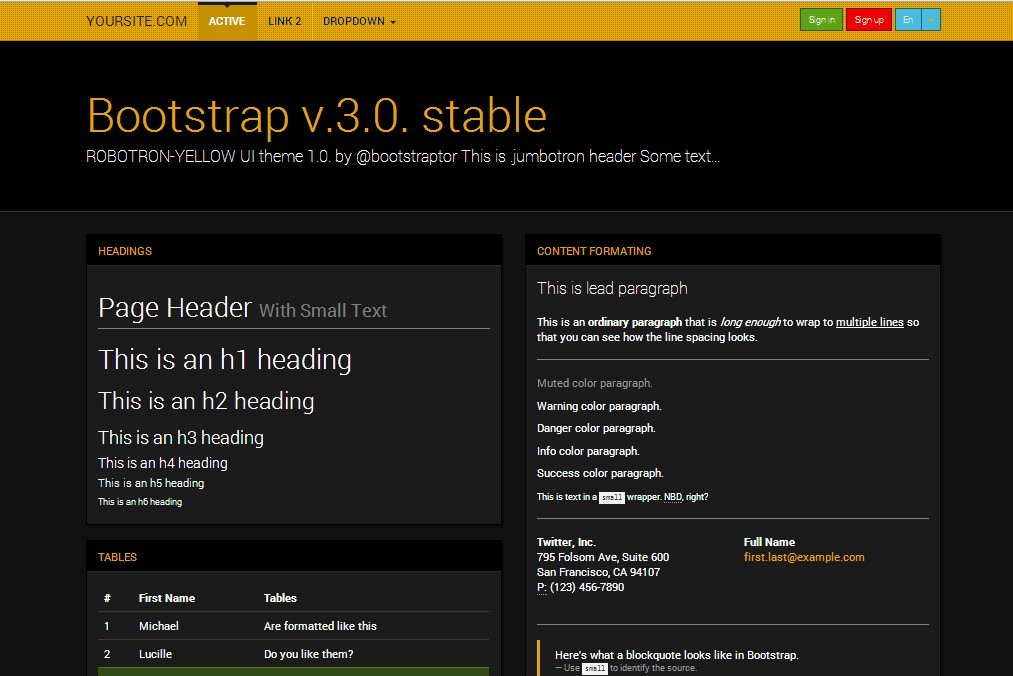 YOURSITE.COM ACTIVE LINK 2 DROPDOWN Sign in Sign up En
Bootstrap v.3.0. stable
ROBOTRON-YELLOW UI theme 1.0. by @bootstraptor This is .jumbotron header Some text...
HEADINGS
Page Header With Small Text
This is an h1 heading
This is an h2 heading
This is an h3 heading
This is an h4 heading
This is an h5 heading
This is an h6 heading
TABLES
# First Name Tables
1 Michael Are formatted like this
2 Lucille Do you like them?
CONTENT FORMATING
This is lead paragraph
This is an ordinary paragraph that is long enough to wrap to multiple lines so
that you can see how the line spacing looks.
Muted color paragraph.
Warning color paragraph.
Danger color paragraph.
Info color paragraph.
Success color paragraph.
This is text in a small wrapper. NBD, right?
Twitter, Inc.
795 Folsom Ave, Suite 600
San Francisco, CA 94107
P: (123) 456-7890
Full Name
first.last@example.com
Here's what a blockquote looks like in Bootstrap.
— Use small to identify the source.